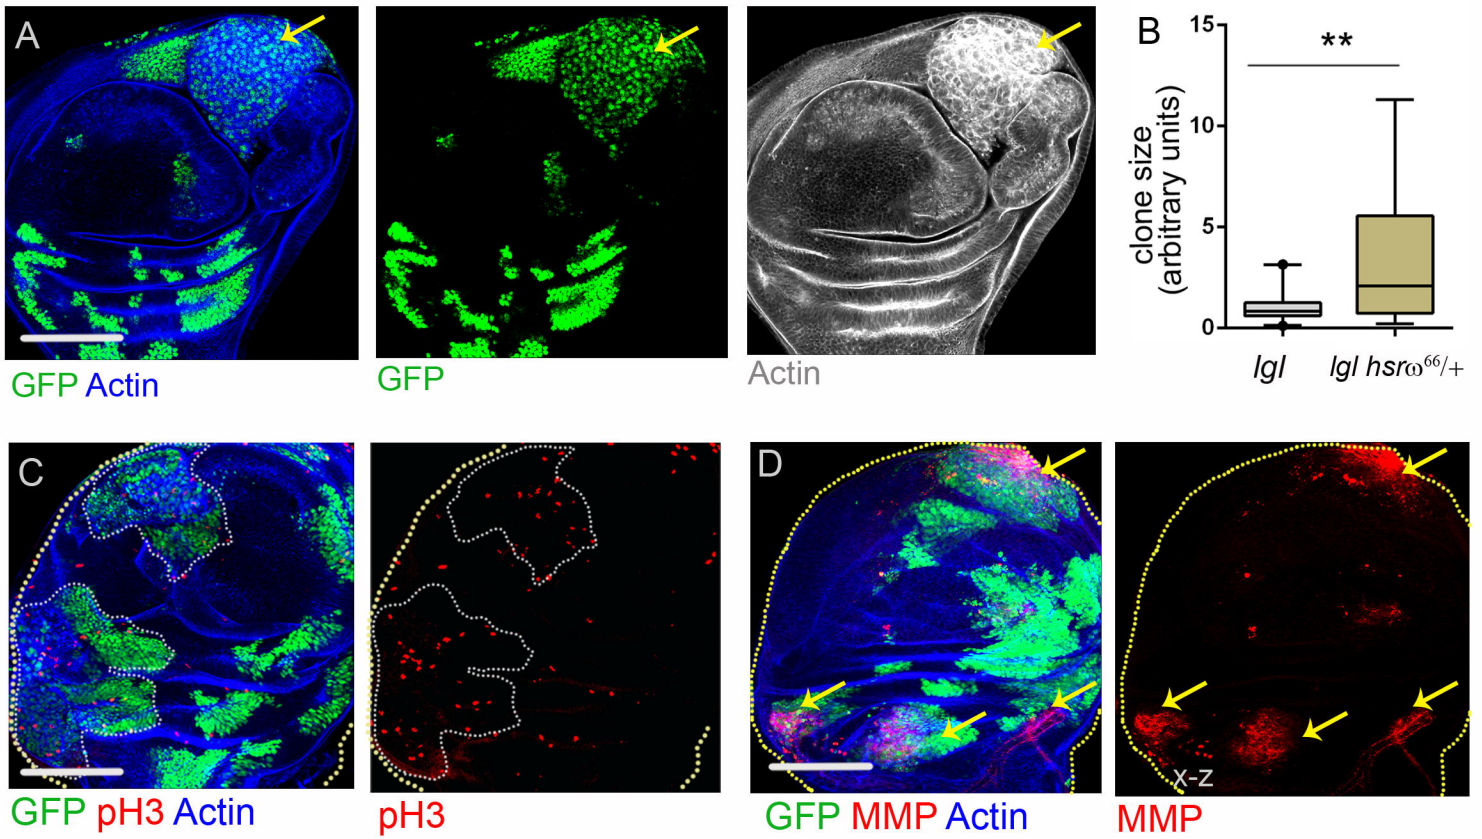 A
GFP Actin
GFP
Actin
B
**
clone size
(arbitrary units)
15
10
5
0
lgl
lgl hsrω⁶⁶/+
C
GFP pH3 Actin
pH3
D
GFP MMP Actin
x-z
MMP